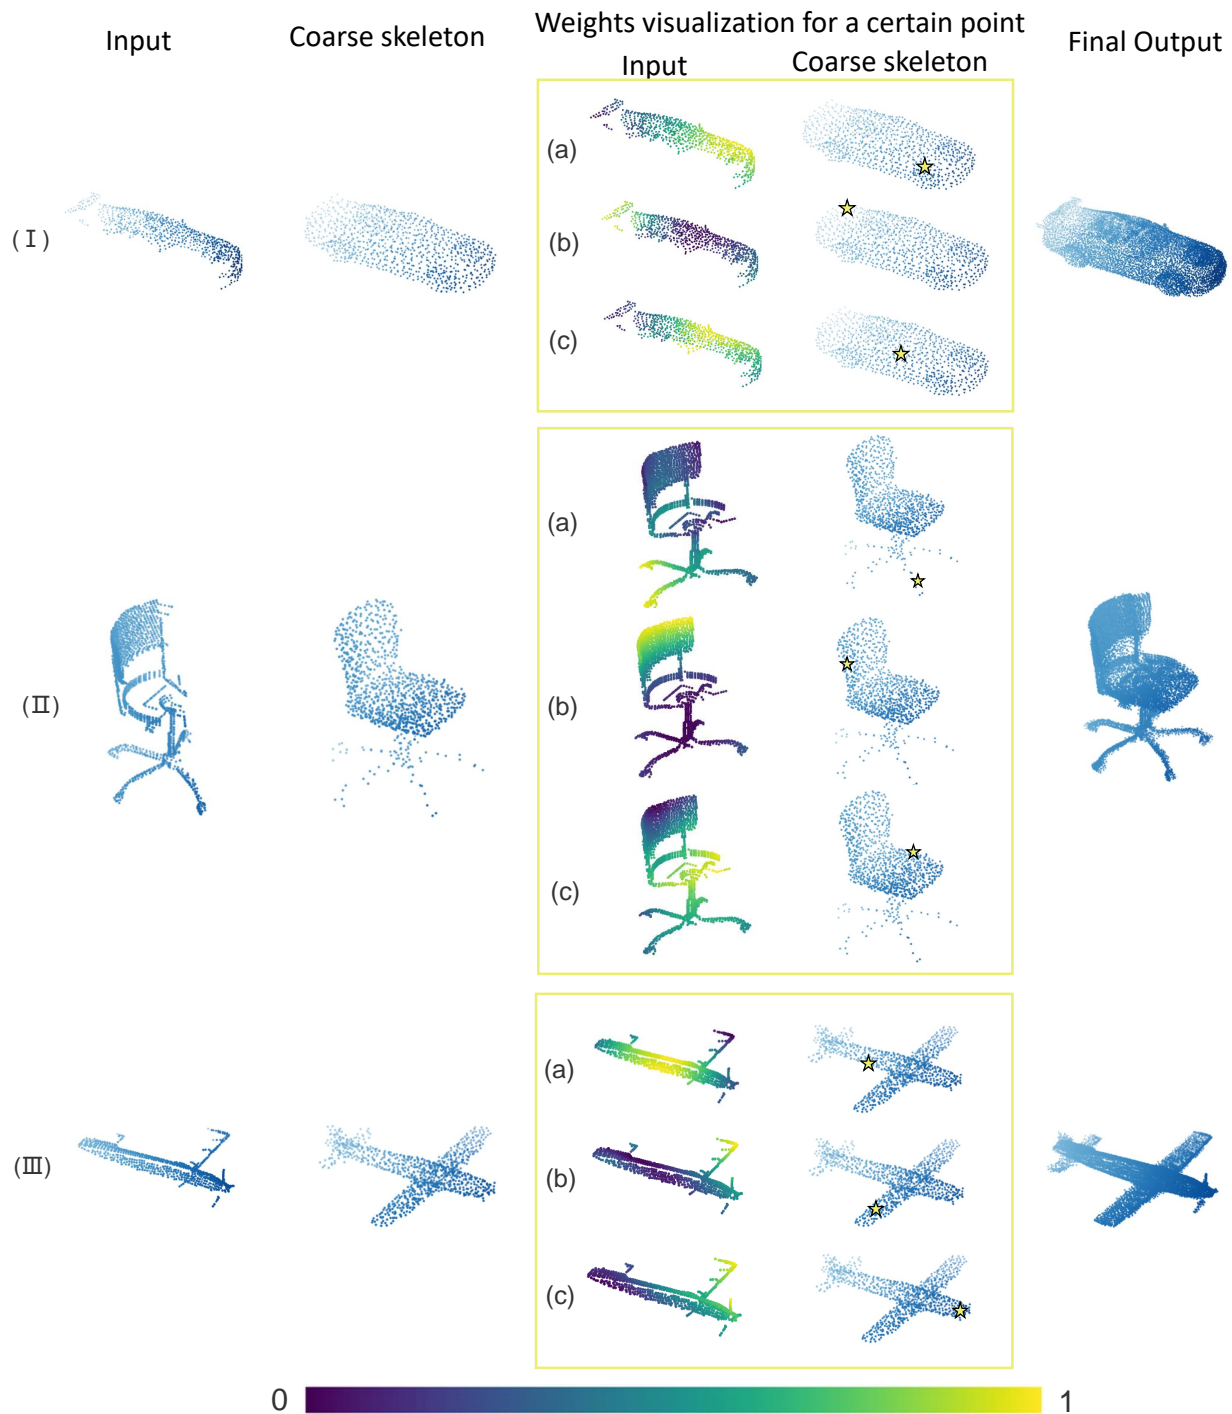 Weights visualization for a certain point
Input
Coarse skeleton
Input
Coarse skeleton
Final Output
(Ⅰ)
(a)
(b)
(c)
(Ⅱ)
(a)
(b)
(c)
(Ⅲ)
(a)
(b)
(c)
0
1